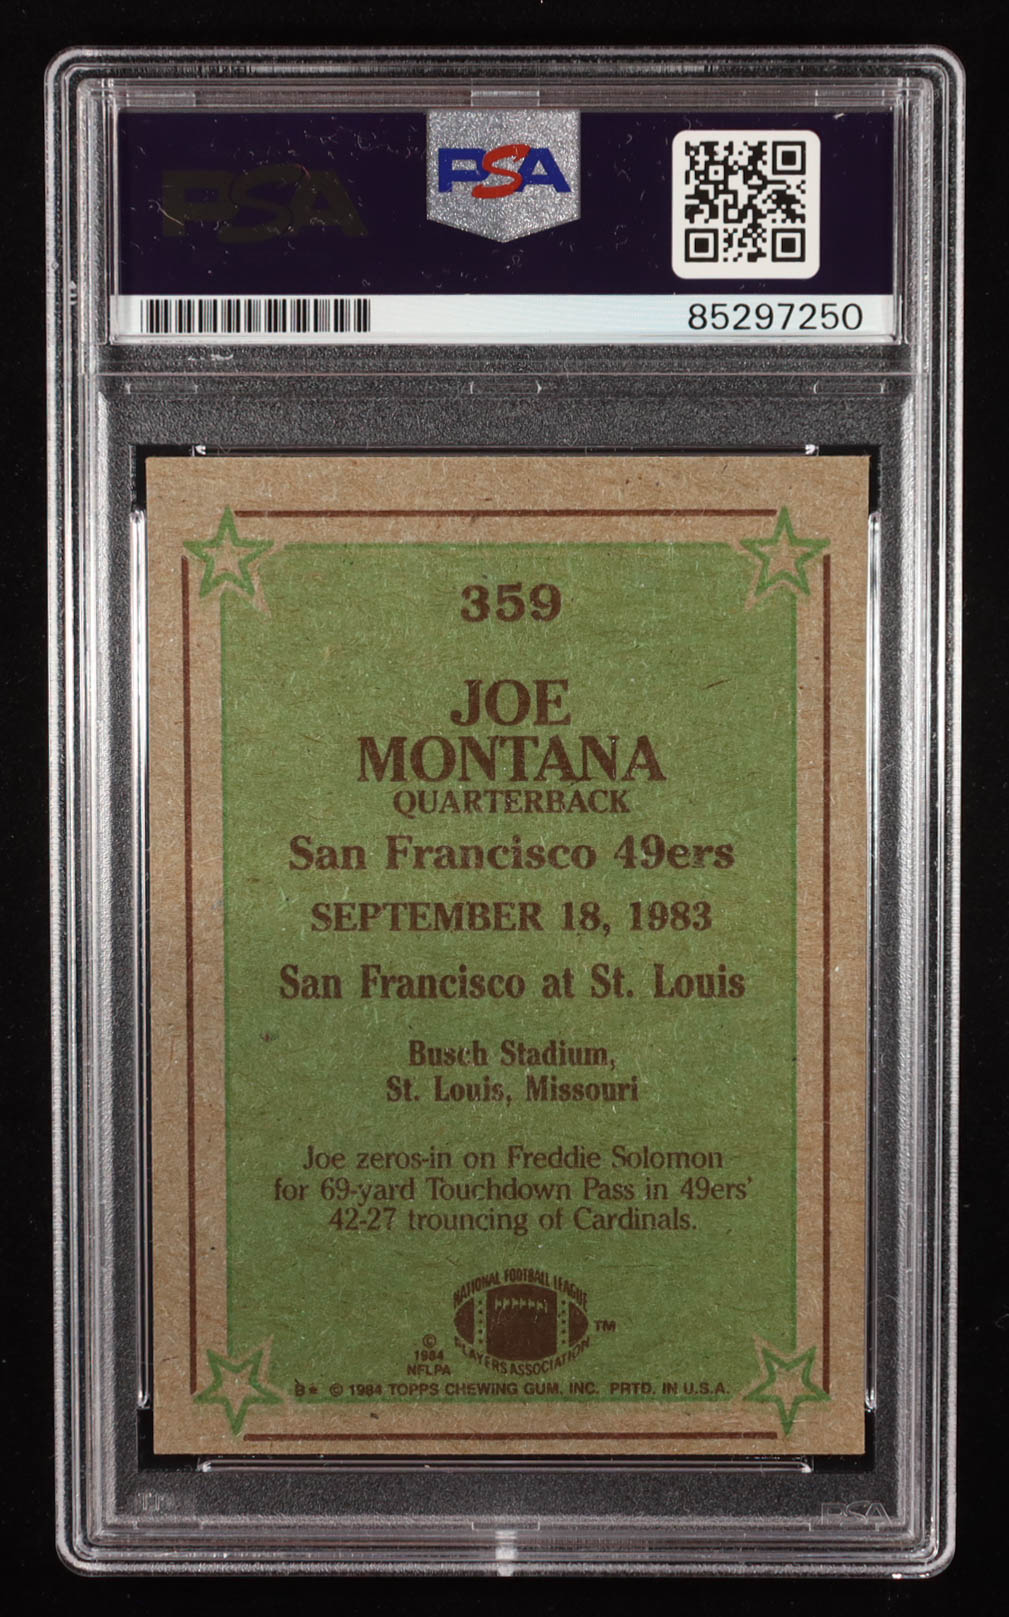 PSA
PSA
85297250
359
JOE
MONTANA
QUARTERBACK
San Francisco 49ers
SEPTEMBER 18, 1983
San Francisco at St. Louis
Busch Stadium,
St. Louis, Missouri
Joe zeros-in on Freddie Solomon
for 69-yard Touchdown Pass in 49ers'
42-27 trouncing of Cardinals.
NATIONAL FOOTBALL LEAGUE
PLAYERS ASSOCIATION
TM
©
1984
NFLPA
B* © 1984 TOPPS CHEWING GUM, INC. PRTD. IN U.S.A.
PSA